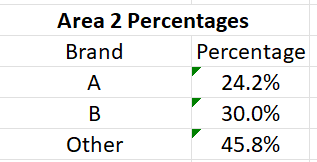 Area 2 Percentages
Brand Percentage
A 24.2%
B 30.0%
Other 45.8%